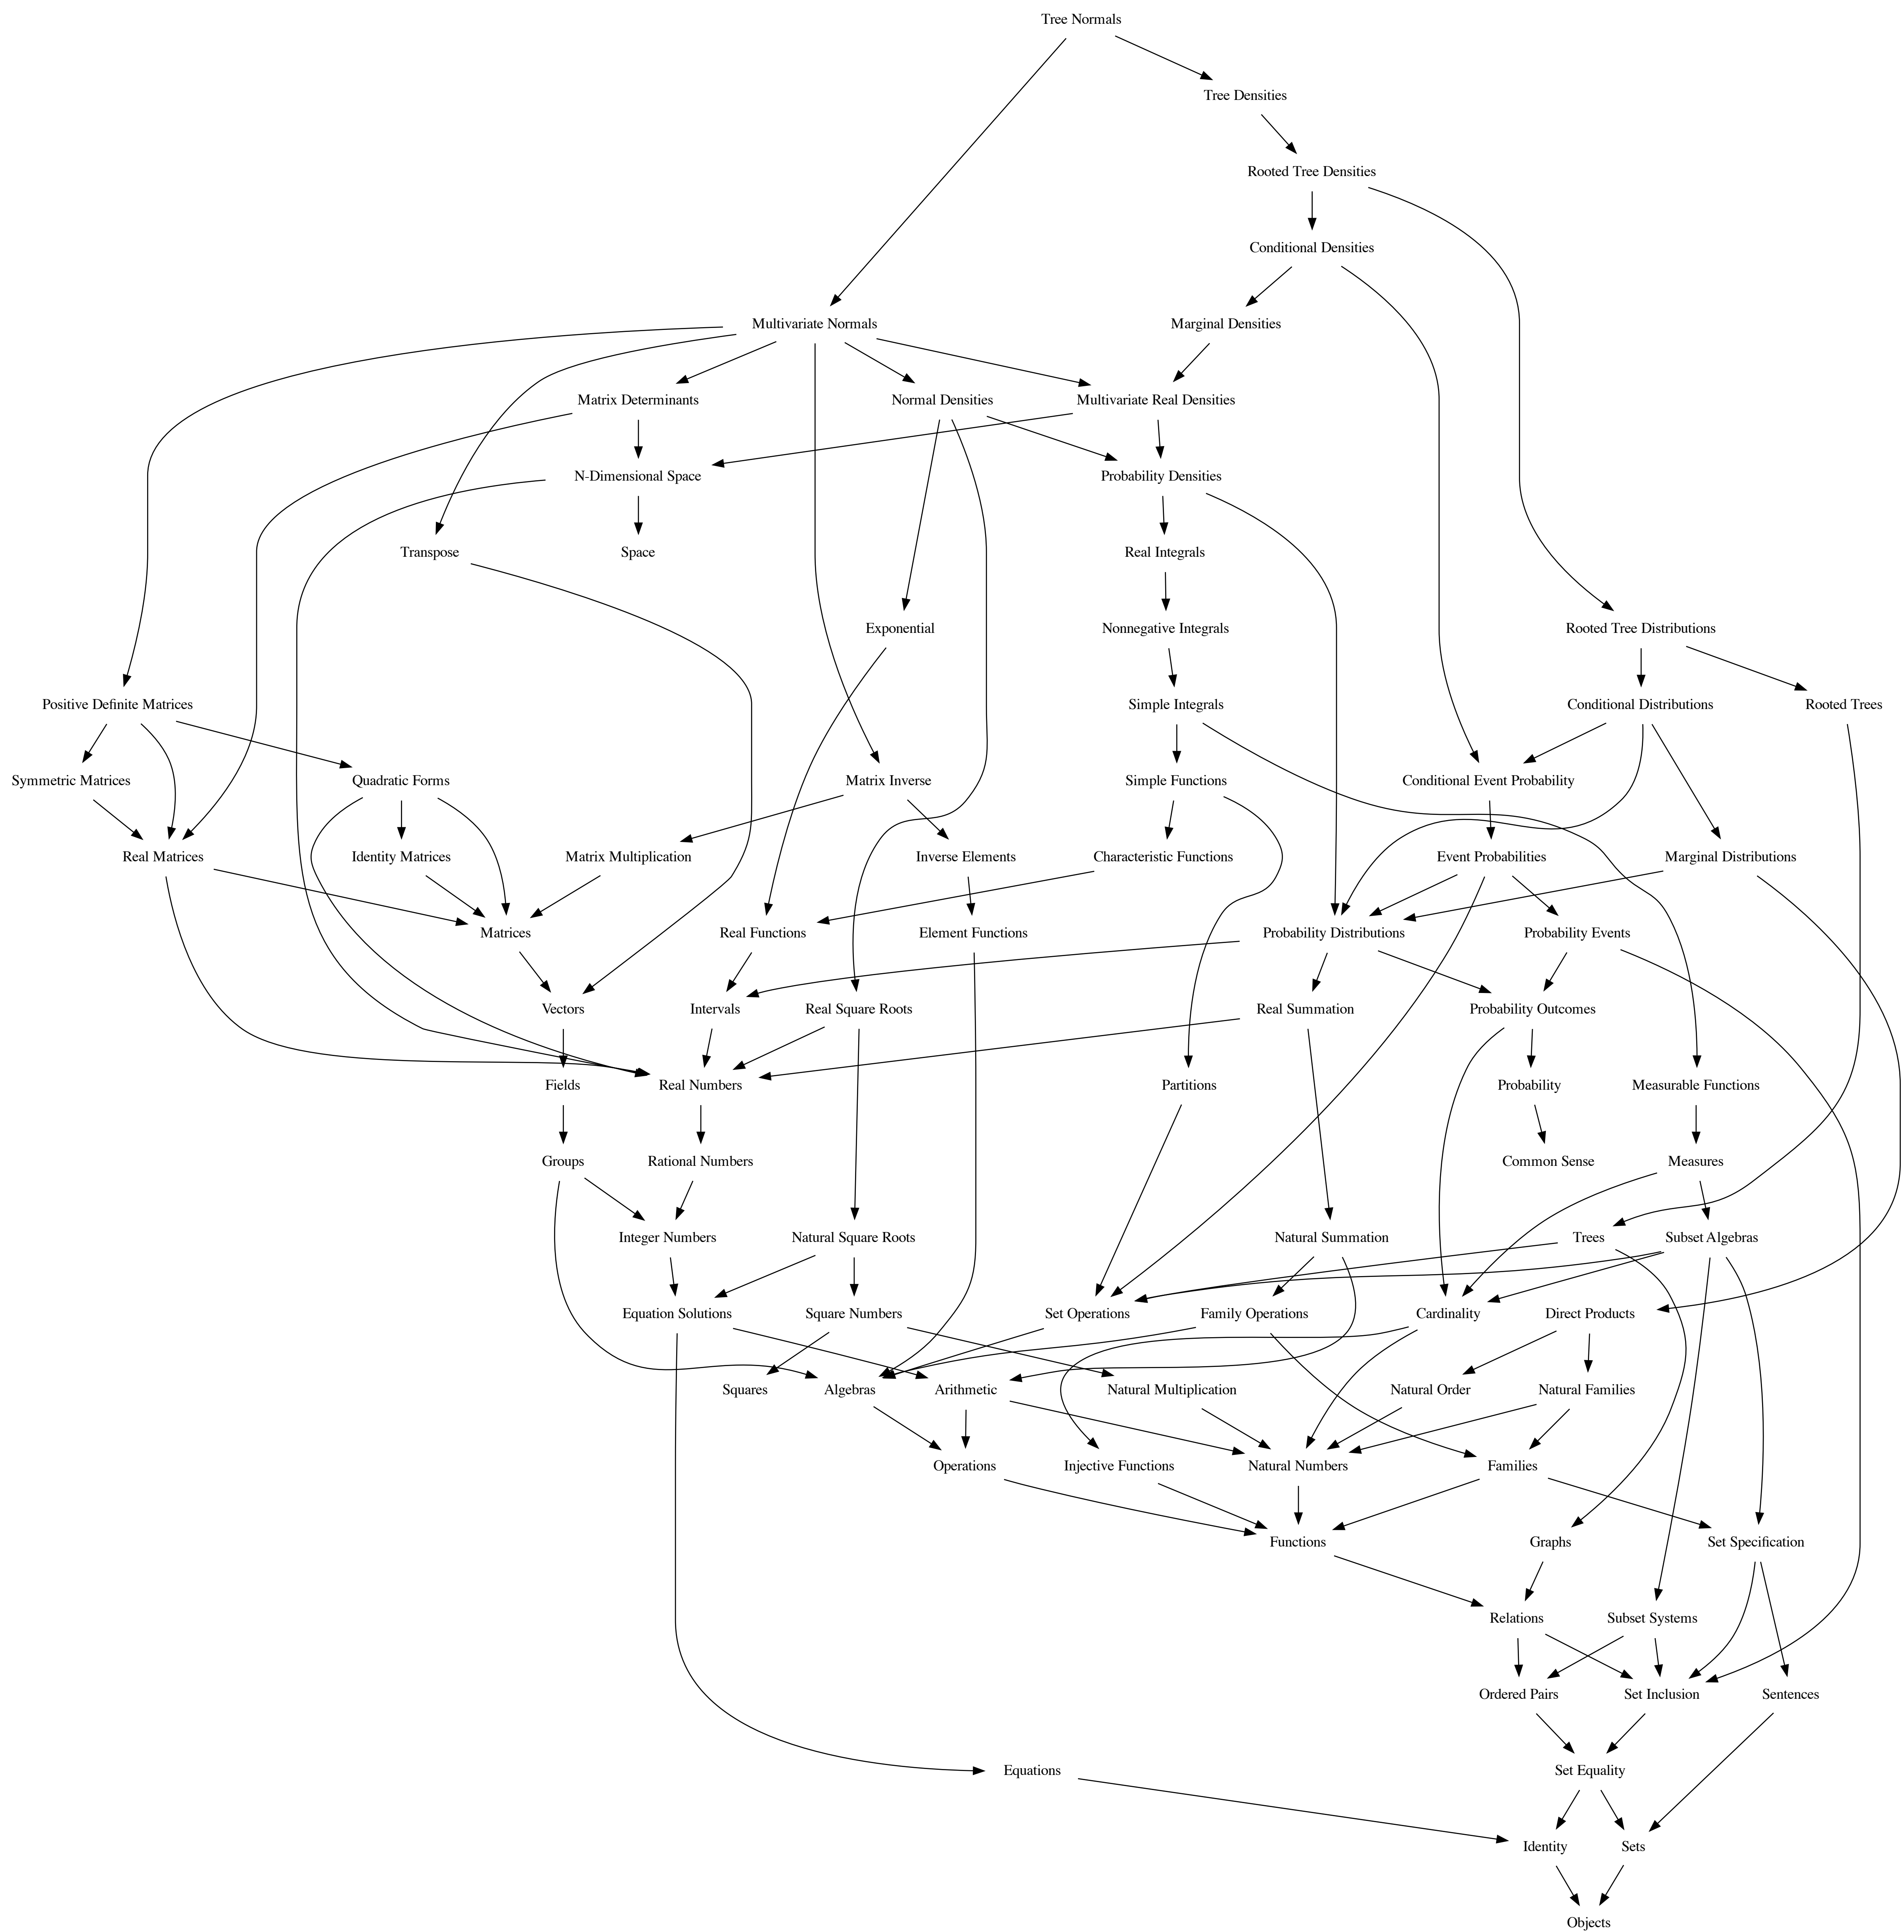 Tree Normals
Tree Densities
Rooted Tree Densities
Conditional Densities
Multivariate Normals
Marginal Densities
Matrix Determinants
Normal Densities
Multivariate Real Densities
N-Dimensional Space
Probability Densities
Transpose
Space
Real Integrals
Exponential
Nonnegative Integrals
Rooted Tree Distributions
Positive Definite Matrices
Simple Integrals
Conditional Distributions
Rooted Trees
Symmetric Matrices
Quadratic Forms
Matrix Inverse
Simple Functions
Conditional Event Probability
Real Matrices
Identity Matrices
Matrix Multiplication
Inverse Elements
Characteristic Functions
Event Probabilities
Marginal Distributions
Matrices
Real Functions
Element Functions
Probability Distributions
Probability Events
Vectors
Intervals
Real Square Roots
Real Summation
Probability Outcomes
Fields
Real Numbers
Partitions
Probability
Measurable Functions
Groups
Rational Numbers
Common Sense
Measures
Integer Numbers
Natural Square Roots
Natural Summation
Trees
Subset Algebras
Equation Solutions
Square Numbers
Set Operations
Family Operations
Cardinality
Direct Products
Squares
Algebras
Arithmetic
Natural Multiplication
Natural Order
Natural Families
Operations
Injective Functions
Natural Numbers
Families
Functions
Graphs
Set Specification
Relations
Subset Systems
Ordered Pairs
Set Inclusion
Sentences
Equations
Set Equality
Identity
Sets
Objects